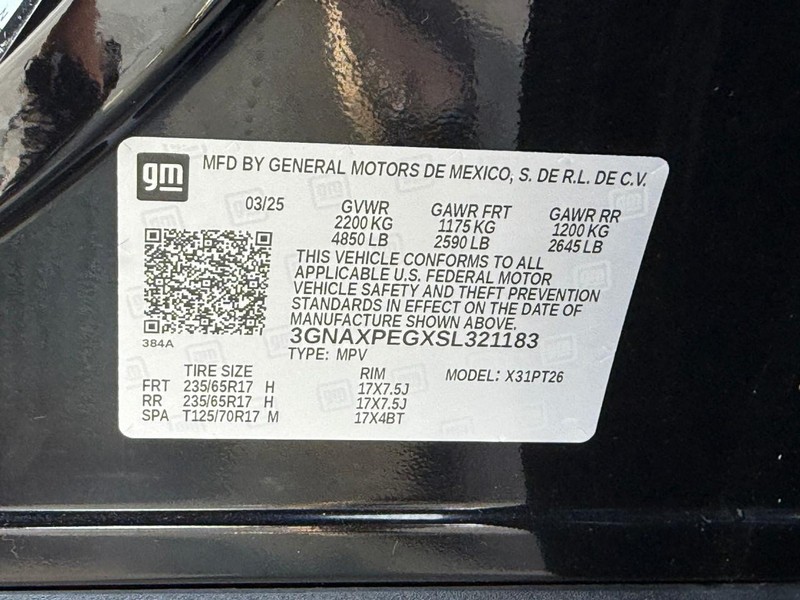 gm MFD BY GENERAL MOTORS DE MEXICO, S. DE R.L. DE C.V.
03/25 GVWR GAWR FRT GAWR RR
2200 KG 1175 KG 1200 KG
4850 LB 2590 LB 2645 LB
THIS VEHICLE CONFORMS TO ALL
APPLICABLE U.S. FEDERAL MOTOR
VEHICLE SAFETY AND THEFT PREVENTION
STANDARDS IN EFFECT ON THE DATE OF
MANUFACTURE SHOWN ABOVE.
384A 3GNAXPEGXSL321183
TYPE: MPV
TIRE SIZE RIM MODEL: X31PT26
FRT 235/65R17 H 17X7.5J
RR 235/65R17 H 17X7.5J
SPA T125/70R17 M 17X4BT